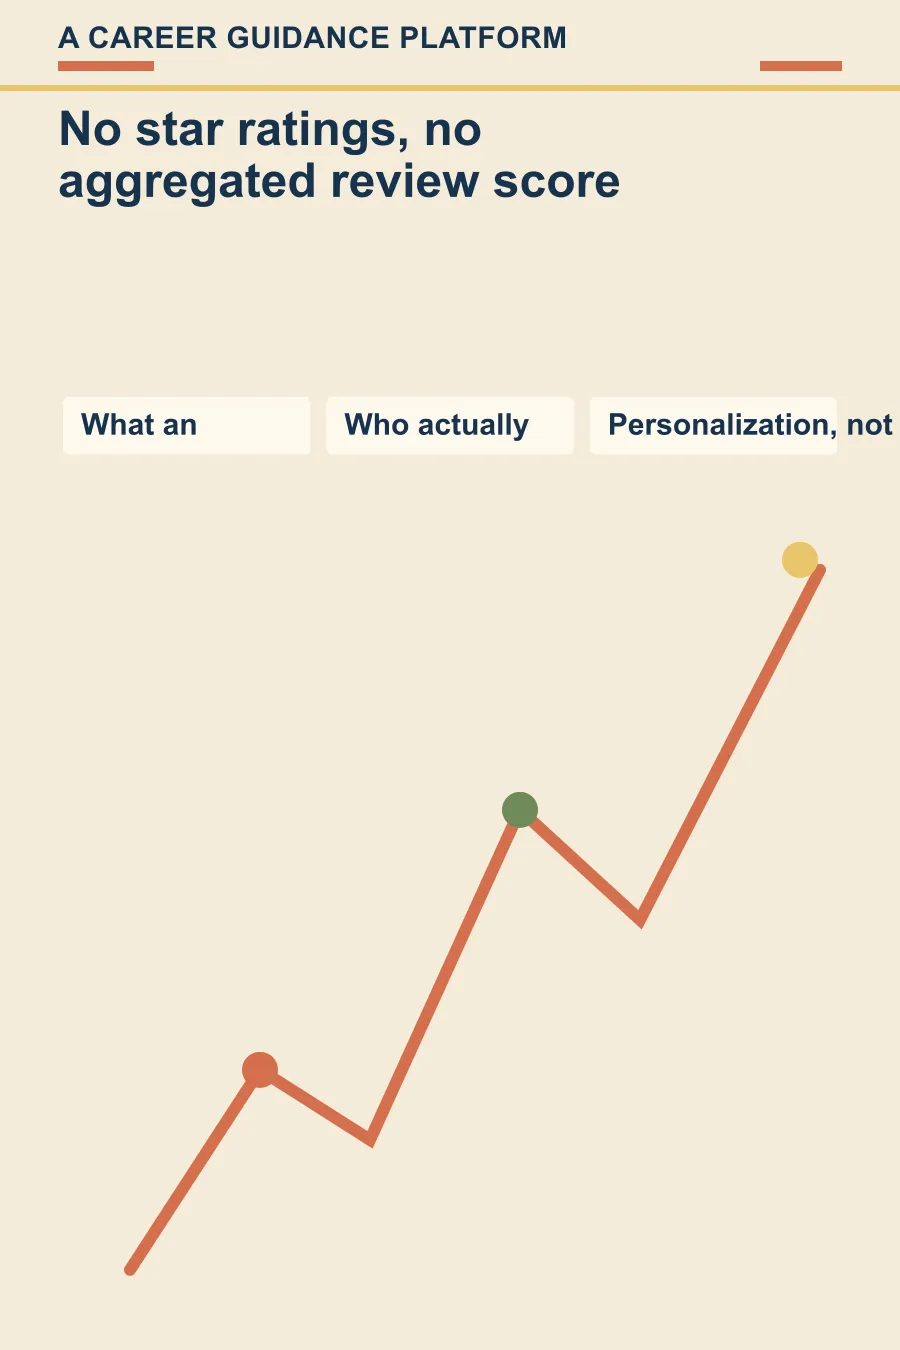 A CAREER GUIDANCE PLATFORM
No star ratings, no
aggregated review score
What an
Who actually
Personalization, not